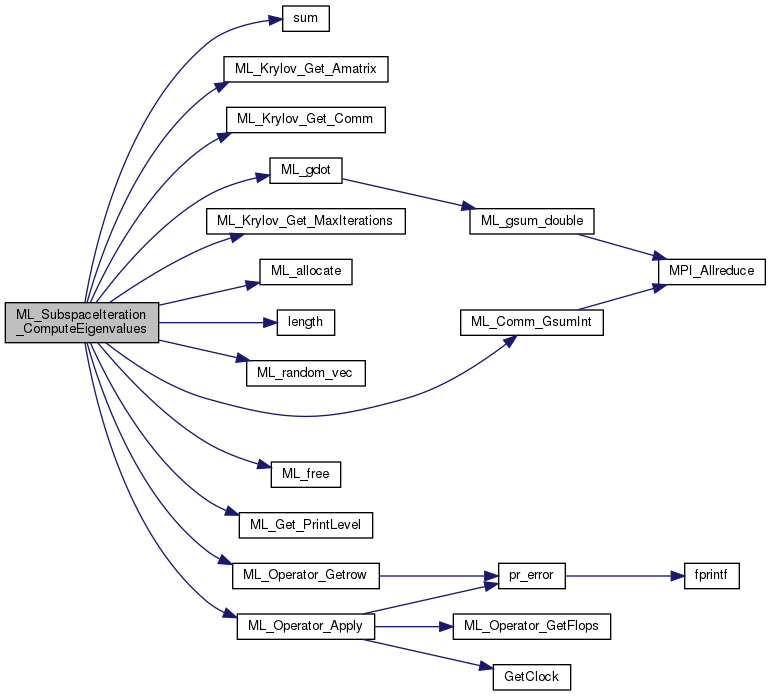 sum
ML_Krylov_Get_Amatrix
ML_Krylov_Get_Comm
ML_gdot
ML_Krylov_Get_MaxIterations
ML_gsum_double
ML_allocate
MPI_Allreduce
ML_SubspaceIteration
_ComputeEigenvalues
length
ML_Comm_GsumInt
ML_random_vec
ML_free
ML_Get_PrintLevel
ML_Operator_Getrow
pr_error
fprintf
ML_Operator_Apply
ML_Operator_GetFlops
GetClock